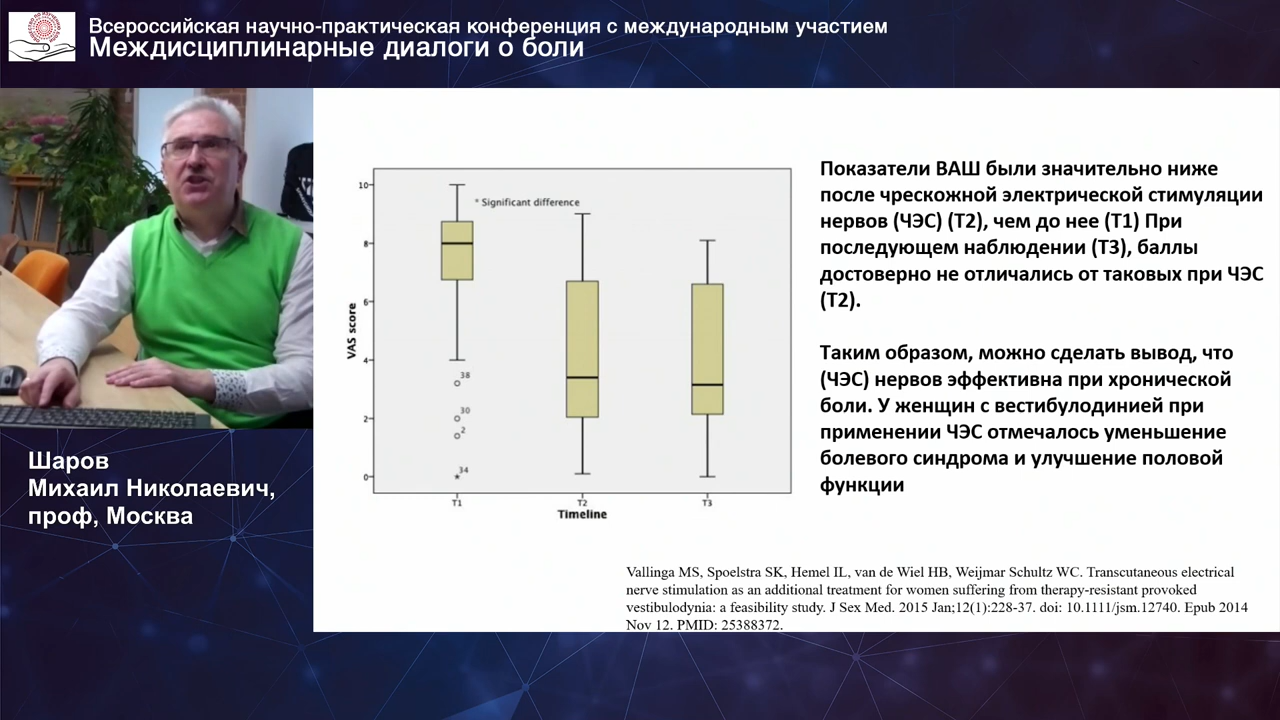 Всероссийская научно-практическая конференция с международным участием
Междисциплинарные диалоги о боли
Шаров
Михаил Николаевич,
проф, Москва
* Significant difference
VAS score
10
8
6
4
2
0
38
30
2
34
*
T1
T2
T3
Timeline
Показатели ВАШ были значительно ниже
после чрескожной электрической стимуляции
нервов (ЧЭС) (T2), чем до нее (T1) При
последующем наблюдении (T3), баллы
достоверно не отличались от таковых при ЧЭС
(T2).
Таким образом, можно сделать вывод, что
(ЧЭС) нервов эффективна при хронической
боли. У женщин с вестибулодинией при
применении ЧЭС отмечалось уменьшение
болевого синдрома и улучшение половой
функции
Vallinga MS, Spoelstra SK, Hemel IL, van de Wiel HB, Weijmar Schultz WC. Transcutaneous electrical
nerve stimulation as an additional treatment for women suffering from therapy-resistant provoked
vestibulodynia: a feasibility study. J Sex Med. 2015 Jan;12(1):228-37. doi: 10.1111/jsm.12740. Epub 2014
Nov 12. PMID: 25388372.